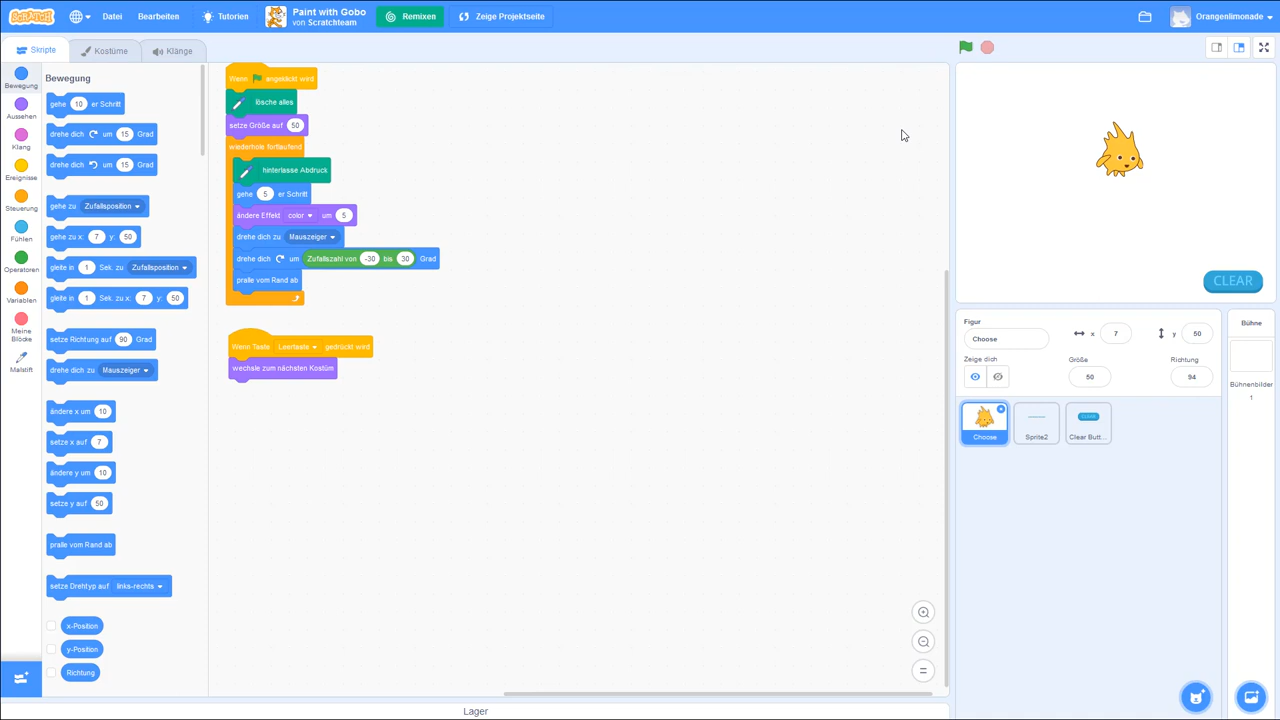 SCRATCH
Datei
Bearbeiten
Tutorien
Paint with Gobo
von Scratchteam
Remixen
Zeige Projektseite
Orangenlimonade
Skripte
Kostüme
Klänge
Bewegung
Aussehen
Klang
Ereignisse
Steuerung
Fühlen
Operatoren
Variablen
Meine
Blöcke
Malstift
Bewegung
gehe 10 er Schritt
drehe dich um 15 Grad
drehe dich um 15 Grad
gehe zu Zufallsposition
gehe zu x: 7 y: 50
gleite in 1 Sek. zu Zufallsposition
gleite in 1 Sek. zu x: 7 y: 50
setze Richtung auf 90 Grad
drehe dich zu Mauszeiger
ändere x um 10
setze x auf 7
ändere y um 10
setze y auf 50
pralle vom Rand ab
setze Drehtyp auf links-rechts
x-Position
y-Position
Richtung
Wenn angeklickt wird
lösche alles
setze Größe auf 50
wiederhole fortlaufend
hinterlasse Abdruck
gehe 5 er Schritt
ändere Effekt color um 5
drehe dich zu Mauszeiger
drehe dich um Zufallszahl von -30 bis 30 Grad
pralle vom Rand ab
Wenn Taste Leertaste gedrückt wird
wechsle zum nächsten Kostüm
Lager
CLEAR
Figur
Choose
x 7
y 50
Zeige dich
Größe
50
Richtung
94
Choose
Sprite2
CLEAR
Clear Butt...
Bühne
Bühnenbilder
1